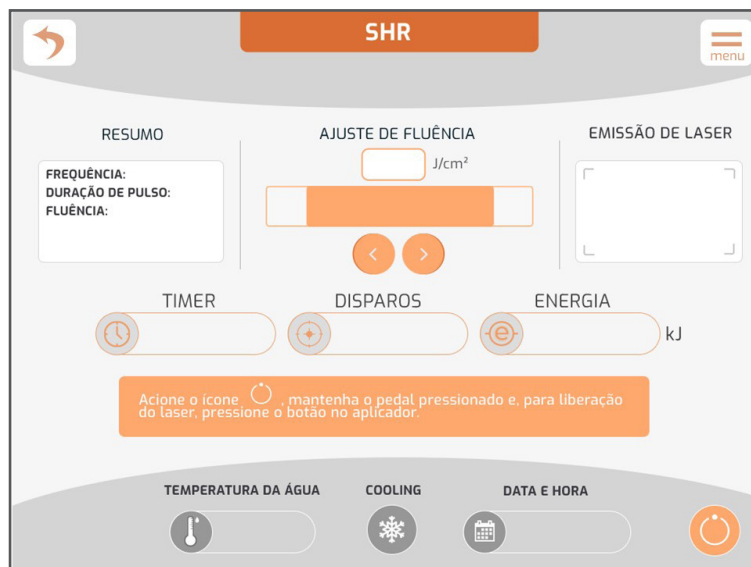 SHR
menu
RESUMO
FREQUÊNCIA:
DURAÇÃO DE PULSO:
FLUÊNCIA:
AJUSTE DE FLUÊNCIA
J/cm²
EMISSÃO DE LASER
TIMER
DISPAROS
ENERGIA
e
kJ
Acione o ícone , mantenha o pedal pressionado e, para liberação
do laser, pressione o botão no aplicador.
TEMPERATURA DA ÁGUA
COOLING
DATA E HORA